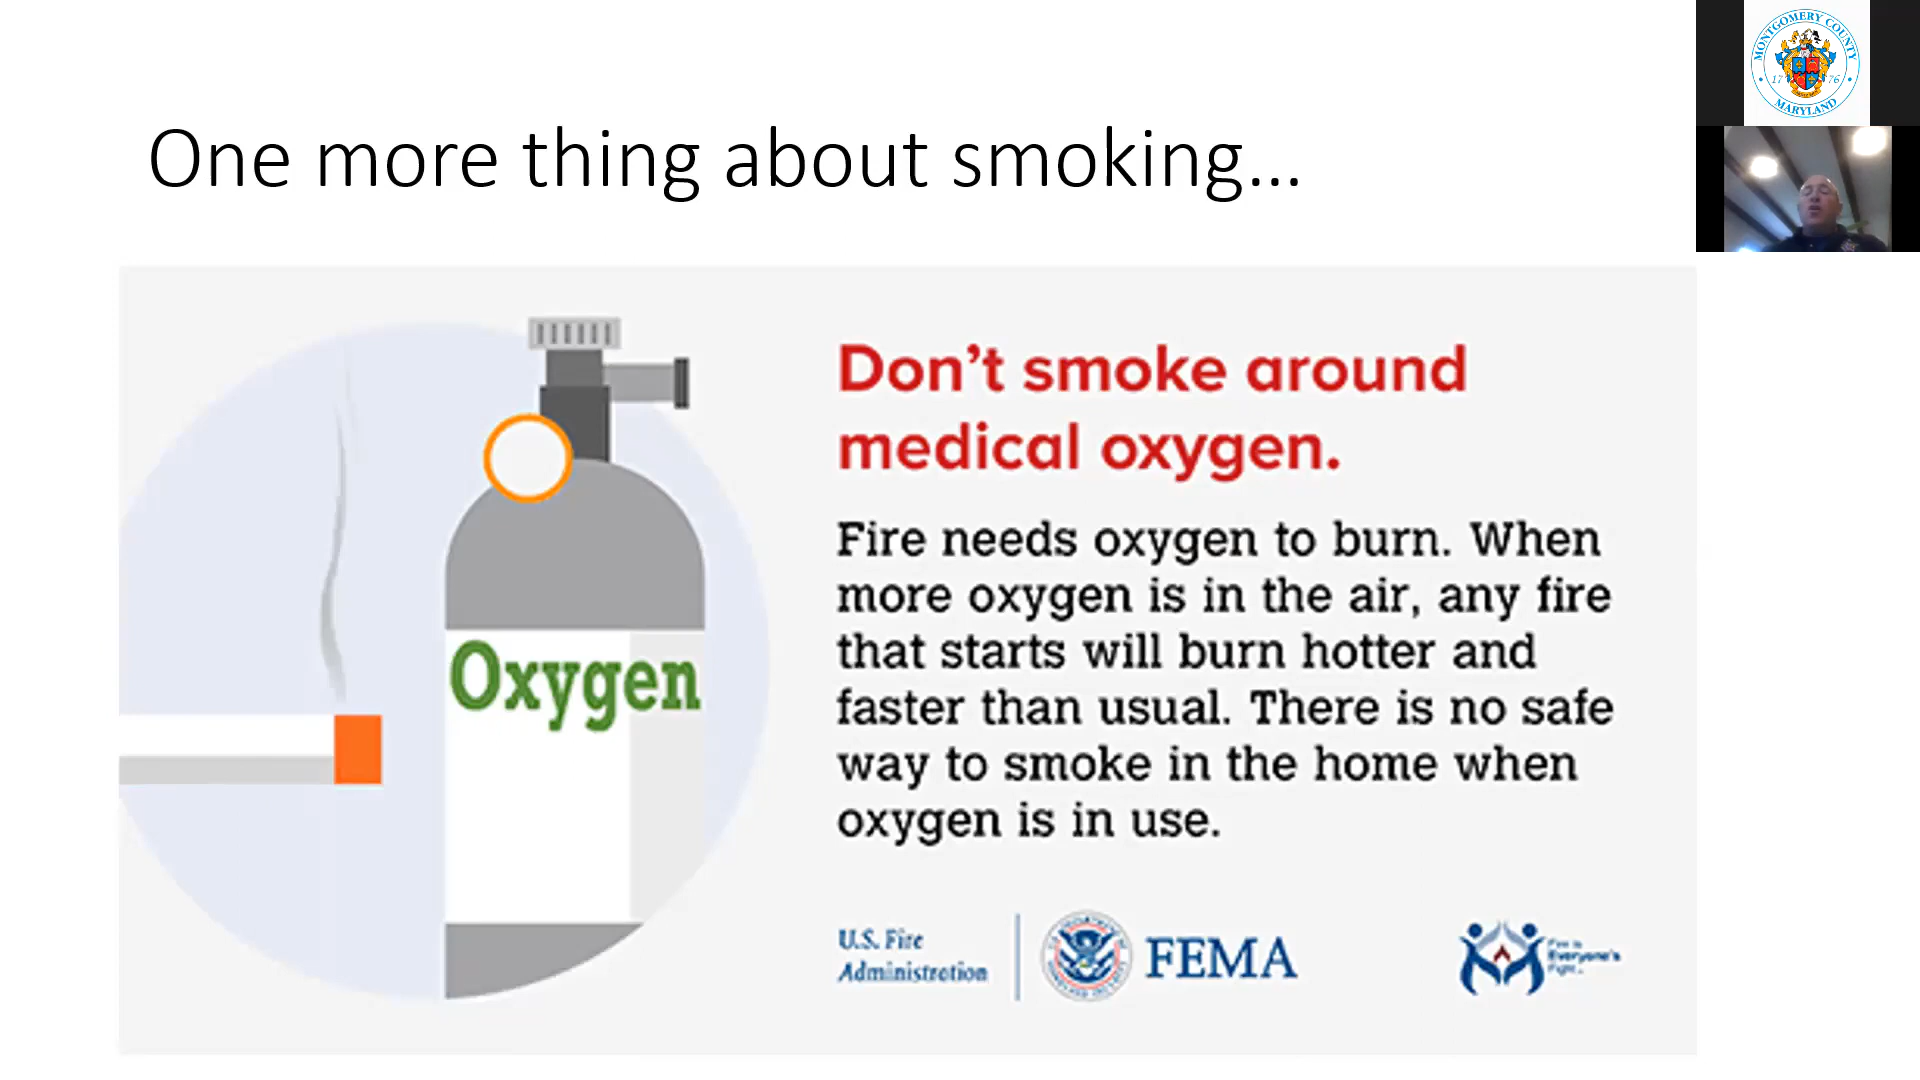 One more thing about smoking...
MONTGOMERY COUNTY
17 76
MARYLAND
Don't smoke around
medical oxygen.
Fire needs oxygen to burn. When
more oxygen is in the air, any fire
that starts will burn hotter and
faster than usual. There is no safe
way to smoke in the home when
oxygen is in use.
Oxygen
U.S. Fire
Administration
FEMA
Fire is
Everyone's
Fight